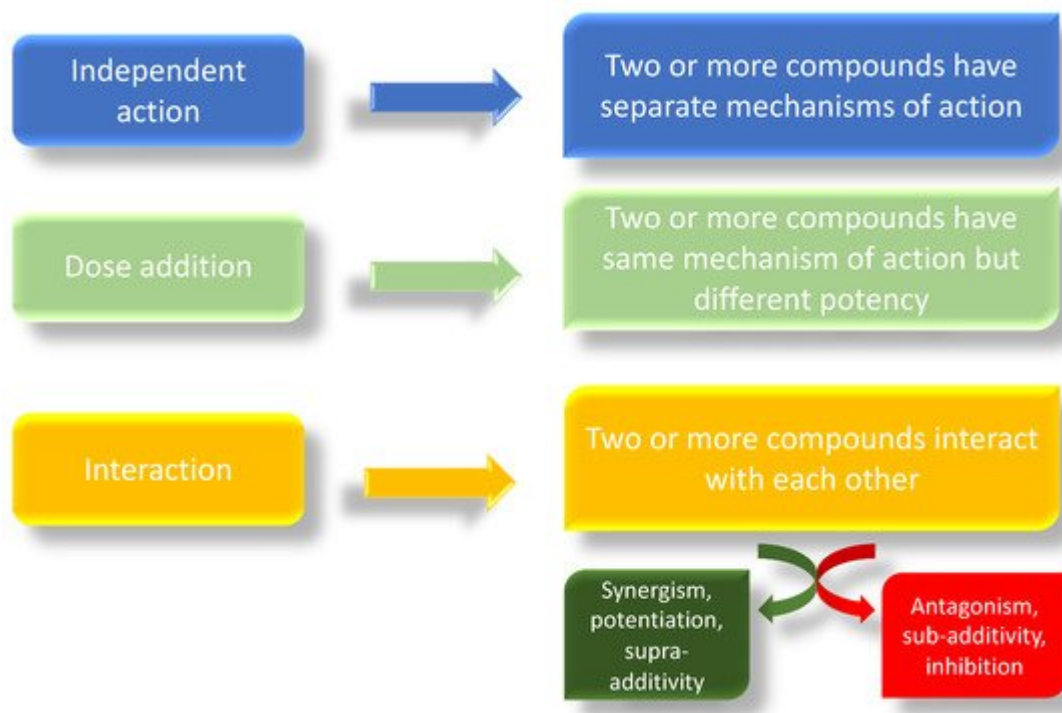 Independent
action
Two or more compounds have
separate mechanisms of action
Dose addition
Two or more compounds have
same mechanism of action but
different potency
Interaction
Two or more compounds interact
with each other
Synergism,
potentiation,
supra-
additivity
Antagonism,
sub-additivity,
inhibition